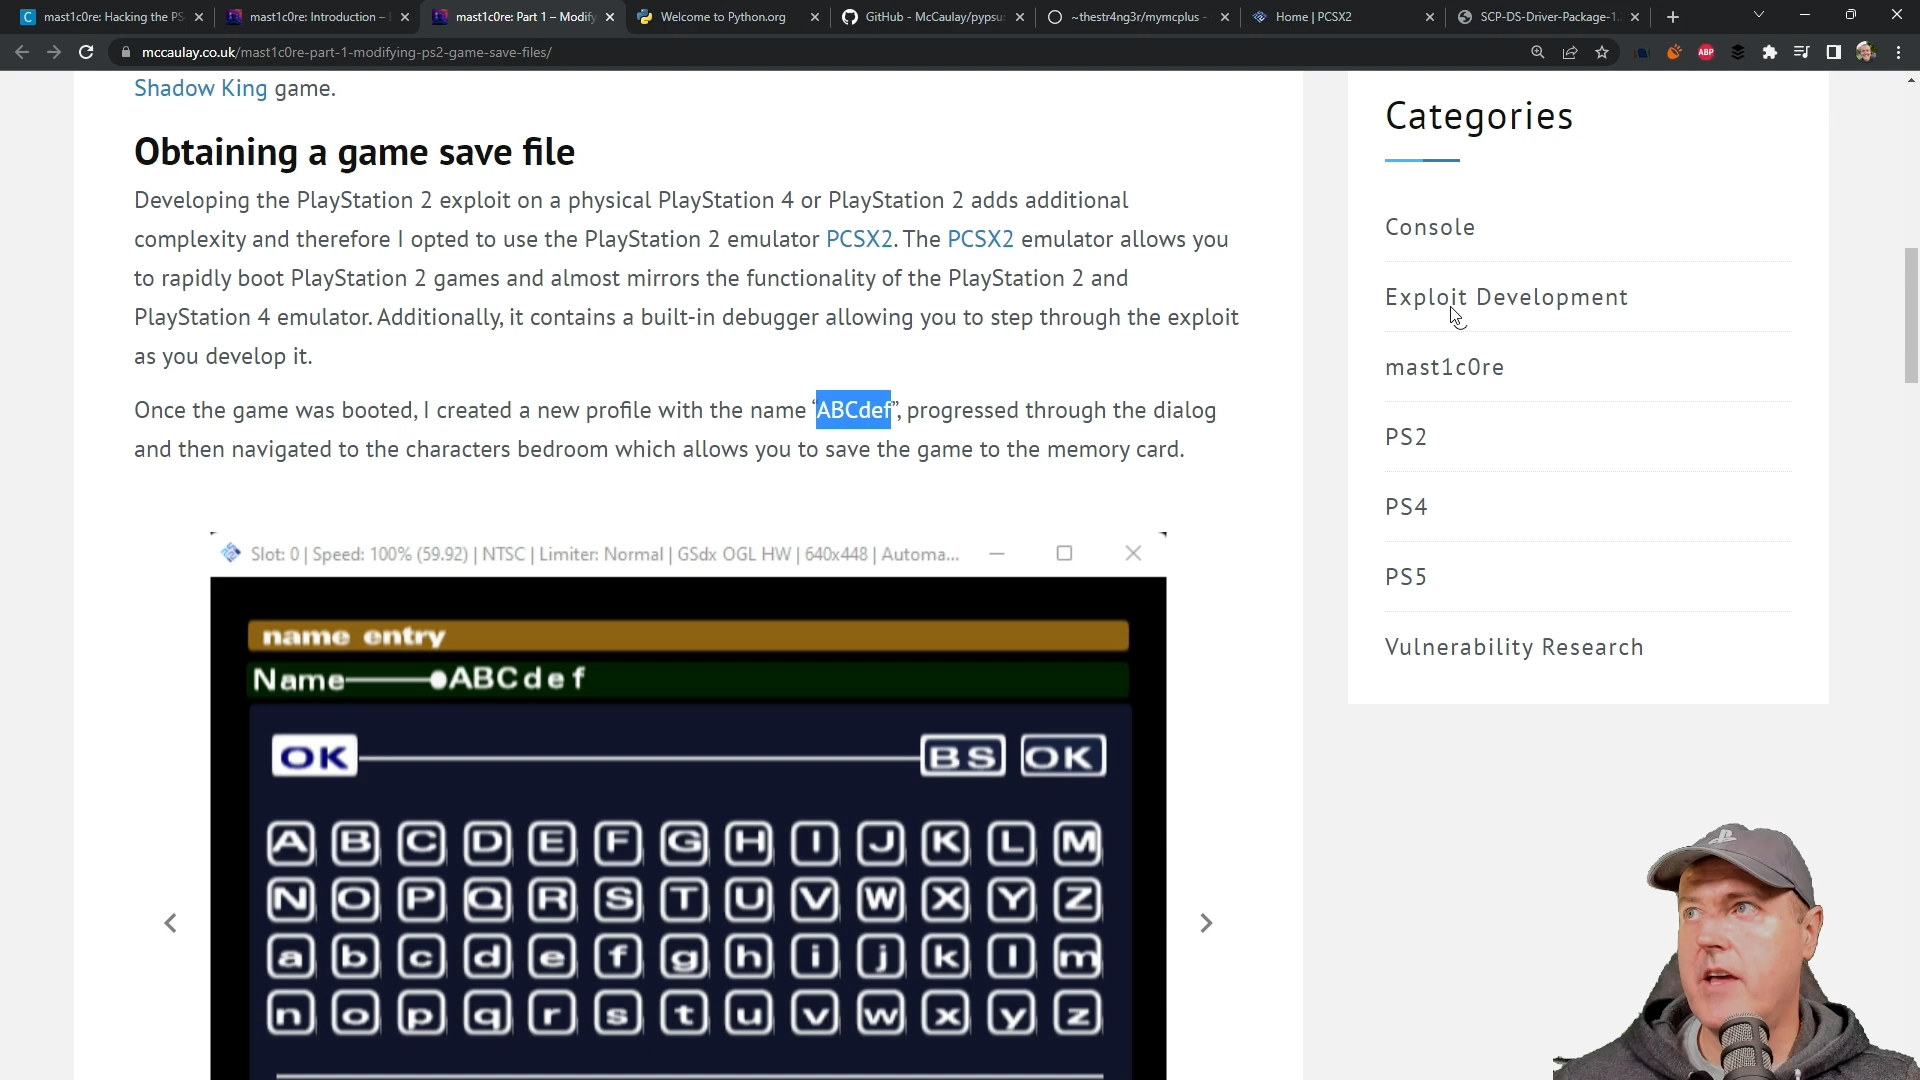 mast1c0re: Hacking the PS
mast1c0re: Introduction –
mast1c0re: Part 1 – Modify
Welcome to Python.org
GitHub - McCaulay/pypsu
~thestr4ng3r/mymcplus -
Home | PCSX2
SCP-DS-Driver-Package-1.
mccaulay.co.uk/mast1c0re-part-1-modifying-ps2-game-save-files/
ABP
Shadow King game.
Obtaining a game save file
Developing the PlayStation 2 exploit on a physical PlayStation 4 or PlayStation 2 adds additional
complexity and therefore I opted to use the PlayStation 2 emulator PCSX2. The PCSX2 emulator allows you
to rapidly boot PlayStation 2 games and almost mirrors the functionality of the PlayStation 2 and
PlayStation 4 emulator. Additionally, it contains a built-in debugger allowing you to step through the exploit
as you develop it.
Once the game was booted, I created a new profile with the name “ABCdef”, progressed through the dialog
and then navigated to the characters bedroom which allows you to save the game to the memory card.
Slot: 0 | Speed: 100% (59.92) | NTSC | Limiter: Normal | GSdx OGL HW | 640x448 | Automa...
name entry
Name ABCdef
OK BS OK
A B C D E F G H I J K L M
N O P Q R S T U V W X Y Z
a b c d e f g h i j k l m
n o p q r s t u v w x y z
Categories
Console
Exploit Development
mast1c0re
PS2
PS4
PS5
Vulnerability Research